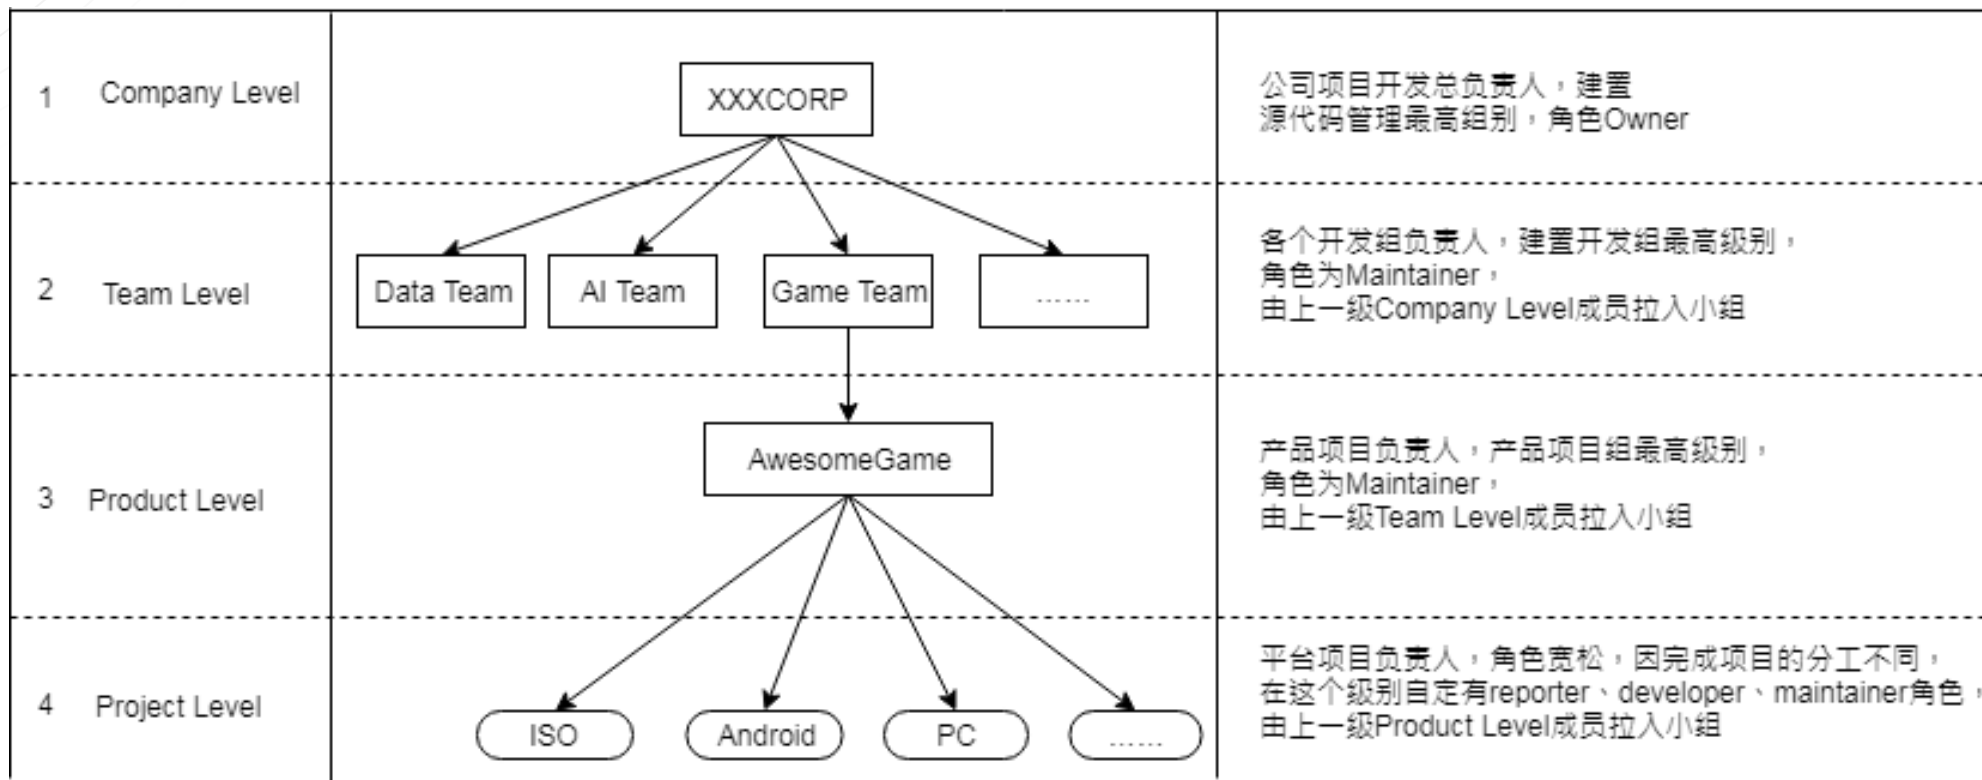 1 Company Level
XXXCORP
公司项目开发总负责人，建置
源代码管理最高组别，角色Owner
2 Team Level
Data Team
AI Team
Game Team
......
各个开发组负责人，建置开发组最高级别，
角色为Maintainer，
由上一级Company Level成员拉入小组
3 Product Level
AwesomeGame
产品项目负责人，产品项目组最高级别，
角色为Maintainer，
由上一级Team Level成员拉入小组
4 Project Level
ISO
Android
PC
......
平台项目负责人，角色宽松，因完成项目的分工不同，
在这个级别自定有reporter、developer、maintainer角色，
由上一级Product Level成员拉入小组